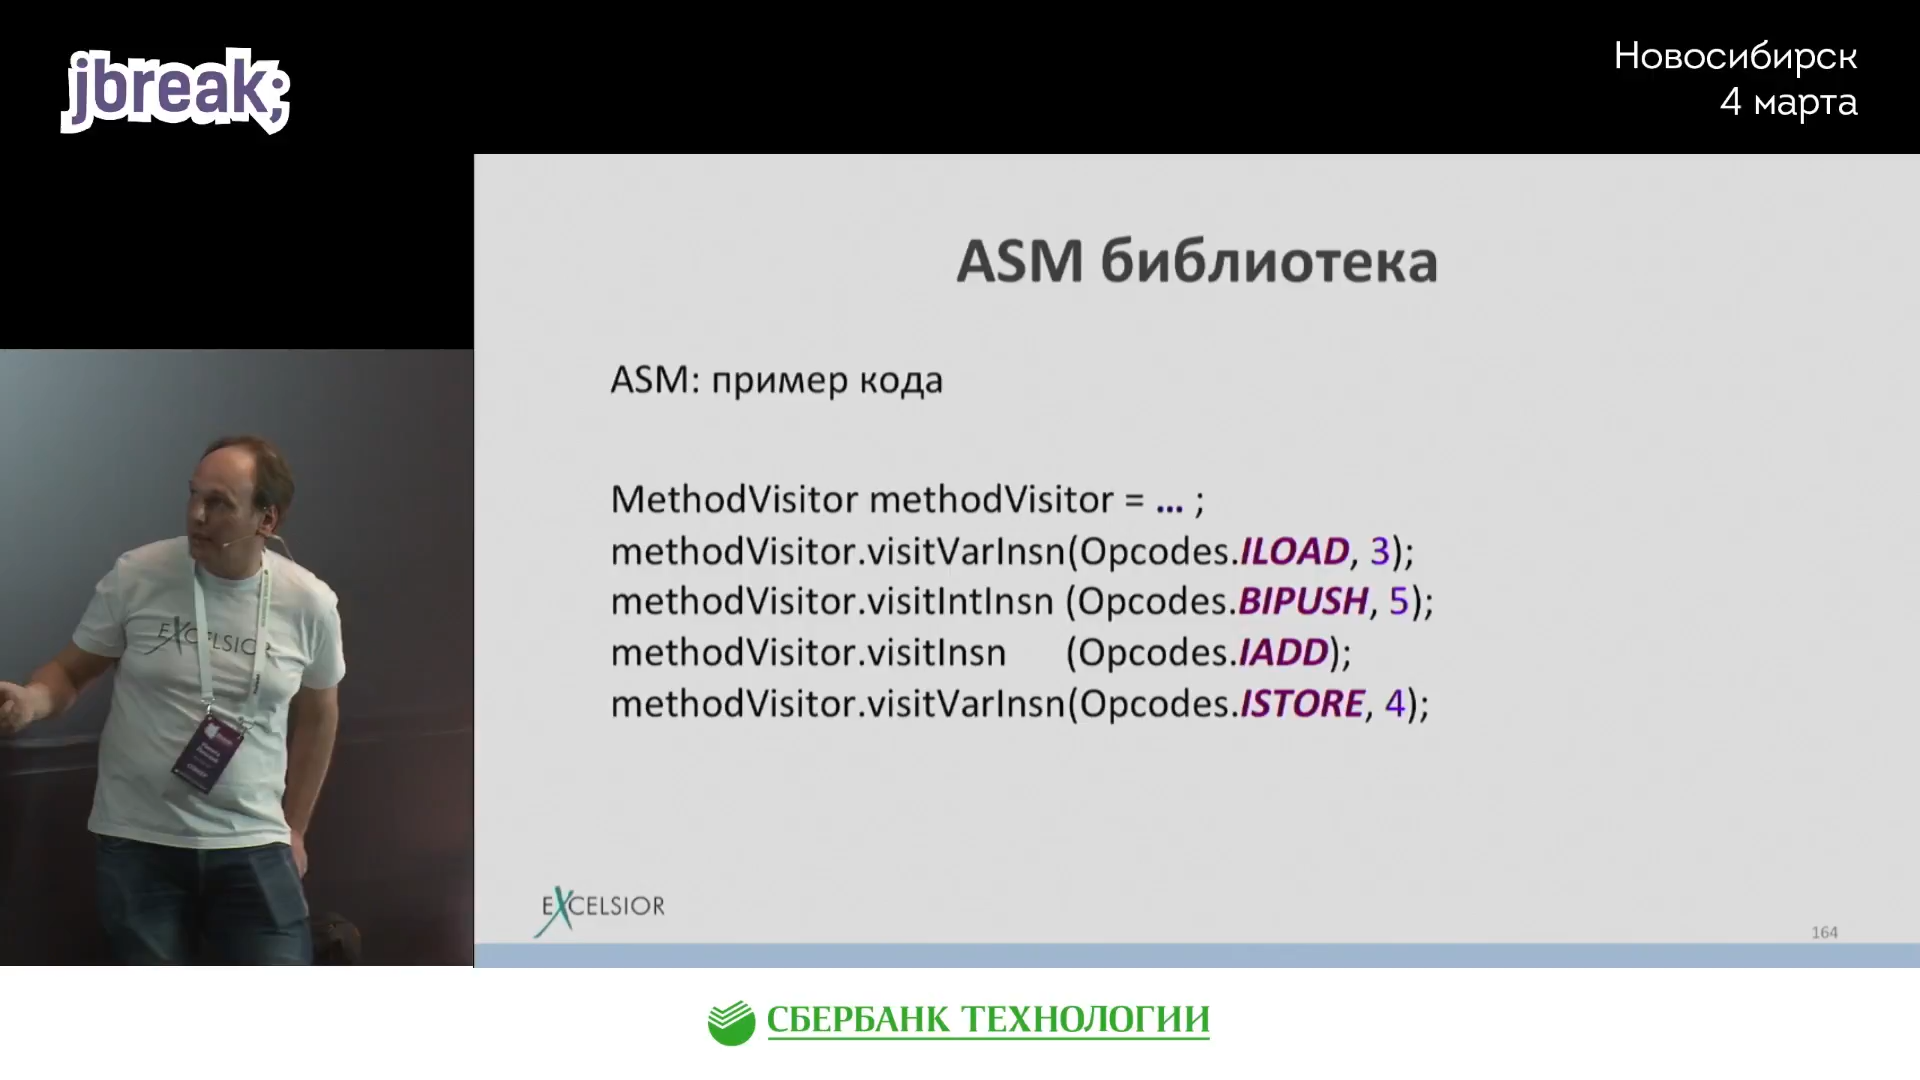 jbreak;
Новосибирск
4 марта
ASM библиотека
ASM: пример кода
MethodVisitor methodVisitor = ... ;
methodVisitor.visitVarInsn(Opcodes.ILOAD, 3);
methodVisitor.visitIntInsn (Opcodes.BIPUSH, 5);
methodVisitor.visitInsn (Opcodes.IADD);
methodVisitor.visitVarInsn(Opcodes.ISTORE, 4);
EXCELSIOR
EXCELSIOR
164
СБЕРБАНК ТЕХНОЛОГИИ